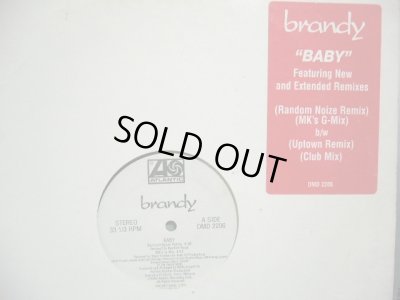 brandy
"BABY"
Featuring New
and Extended Remixes
(Random Noize Remix)
(MK's G-Mix)
b/w
(Uptown Remix)
(Club Mix)
DMD 2206
SOLD OUT
ATLANTIC
brandy
STEREO
33 1/3 RPM
A SIDE
DMD 2206
BABY